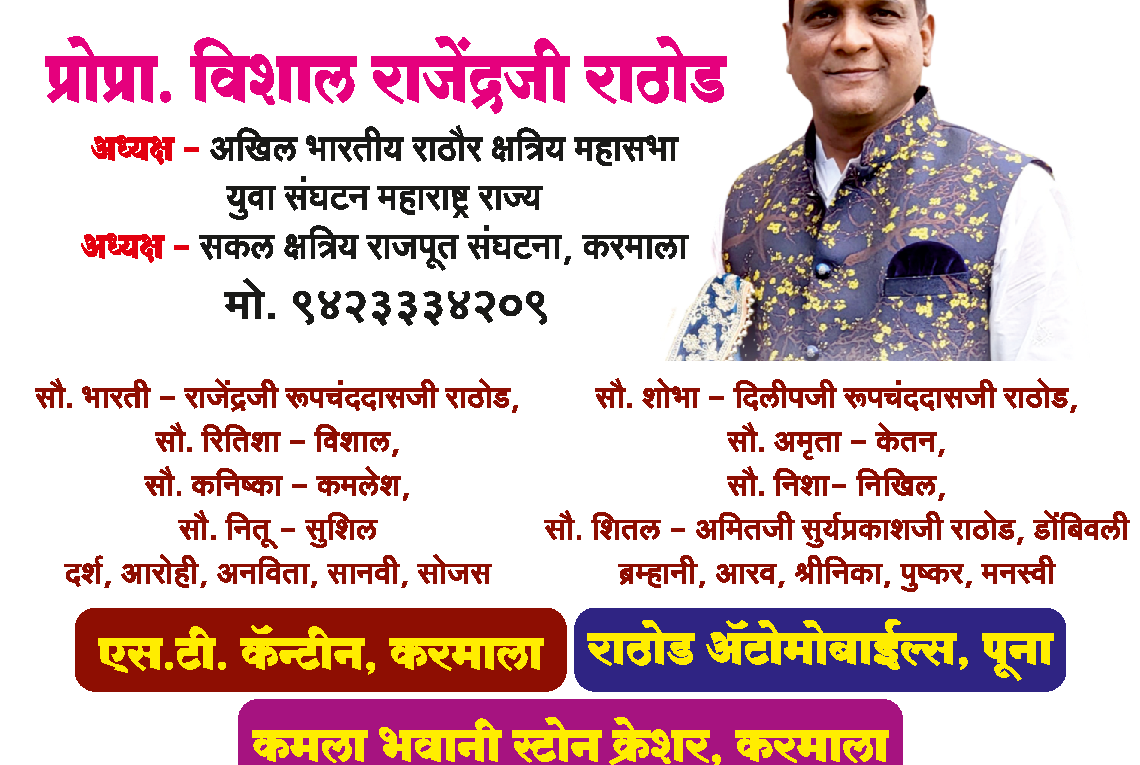 प्रोप्रा. विशाल राजेंद्रजी राठोड
अध्यक्ष – अखिल भारतीय राठौर क्षत्रिय महासभा
युवा संघटन महाराष्ट्र राज्य
अध्यक्ष – सकल क्षत्रिय राजपूत संघटना, करमाला
मो. ९४२३३३४२०९
सौ. भारती – राजेंद्रजी रूपचंददासजी राठोड,
सौ. रितिशा – विशाल,
सौ. कनिष्का – कमलेश,
सौ. नितू – सुशिल
दर्श, आरोही, अनविता, सानवी, सोजस
सौ. शोभा – दिलीपजी रूपचंददासजी राठोड,
सौ. अमृता – केतन,
सौ. निशा– निखिल,
सौ. शितल – अमितजी सुर्यप्रकाशजी राठोड, डोंबिवली
ब्रम्हानी, आरव, श्रीनिका, पुष्कर, मनस्वी
एस.टी. कॅन्टीन, करमाला
राठोड ॲटोमोबाईल्स, पूना
कमला भवानी स्टोन क्रेशर, करमाला